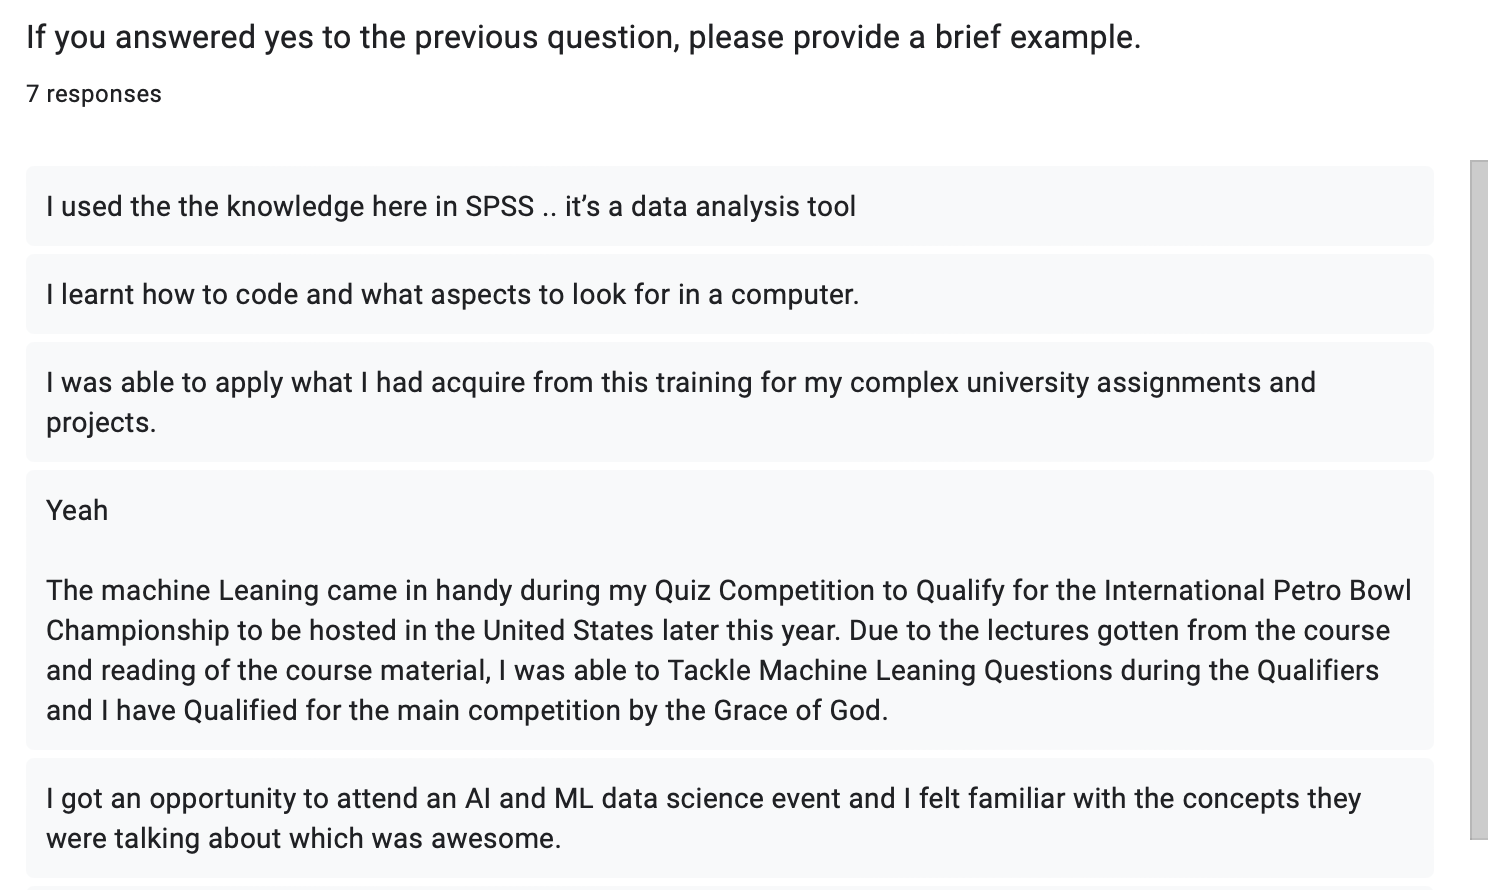 If you answered yes to the previous question, please provide a brief example.
7 responses
I used the the knowledge here in SPSS .. it’s a data analysis tool
I learnt how to code and what aspects to look for in a computer.
I was able to apply what I had acquire from this training for my complex university assignments and
projects.
Yeah
The machine Leaning came in handy during my Quiz Competition to Qualify for the International Petro Bowl
Championship to be hosted in the United States later this year. Due to the lectures gotten from the course
and reading of the course material, I was able to Tackle Machine Leaning Questions during the Qualifiers
and I have Qualified for the main competition by the Grace of God.
I got an opportunity to attend an AI and ML data science event and I felt familiar with the concepts they
were talking about which was awesome.